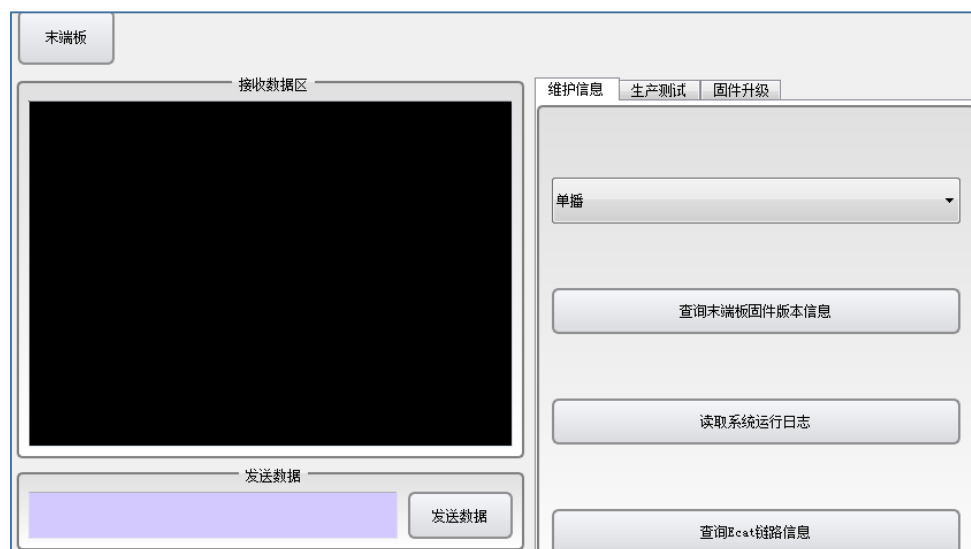 末端板
接收数据区
发送数据
发送数据
维护信息 生产测试 固件升级
单播
查询末端板固件版本信息
读取系统运行日志
查询Ecat链路信息